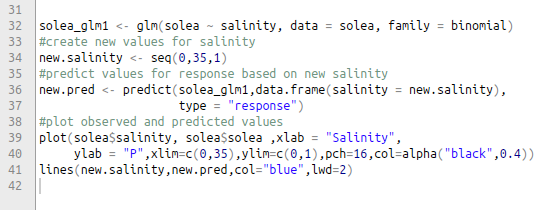 31
32 solea_glm1 <- glm(solea ~ salinity, data = solea, family = binomial)
33 #create new values for salinity
34 new.salinity <- seq(0,35,1)
35 #predict values for response based on new salinity
36 new.pred <- predict(solea_glm1,data.frame(salinity = new.salinity),
37                     type = "response")
38 #plot observed and predicted values
39 plot(solea$salinity, solea$solea ,xlab = "Salinity",
40      ylab = "P",xlim=c(0,35),ylim=c(0,1),pch=16,col=alpha("black",0.4))
41 lines(new.salinity,new.pred,col="blue",lwd=2)
42